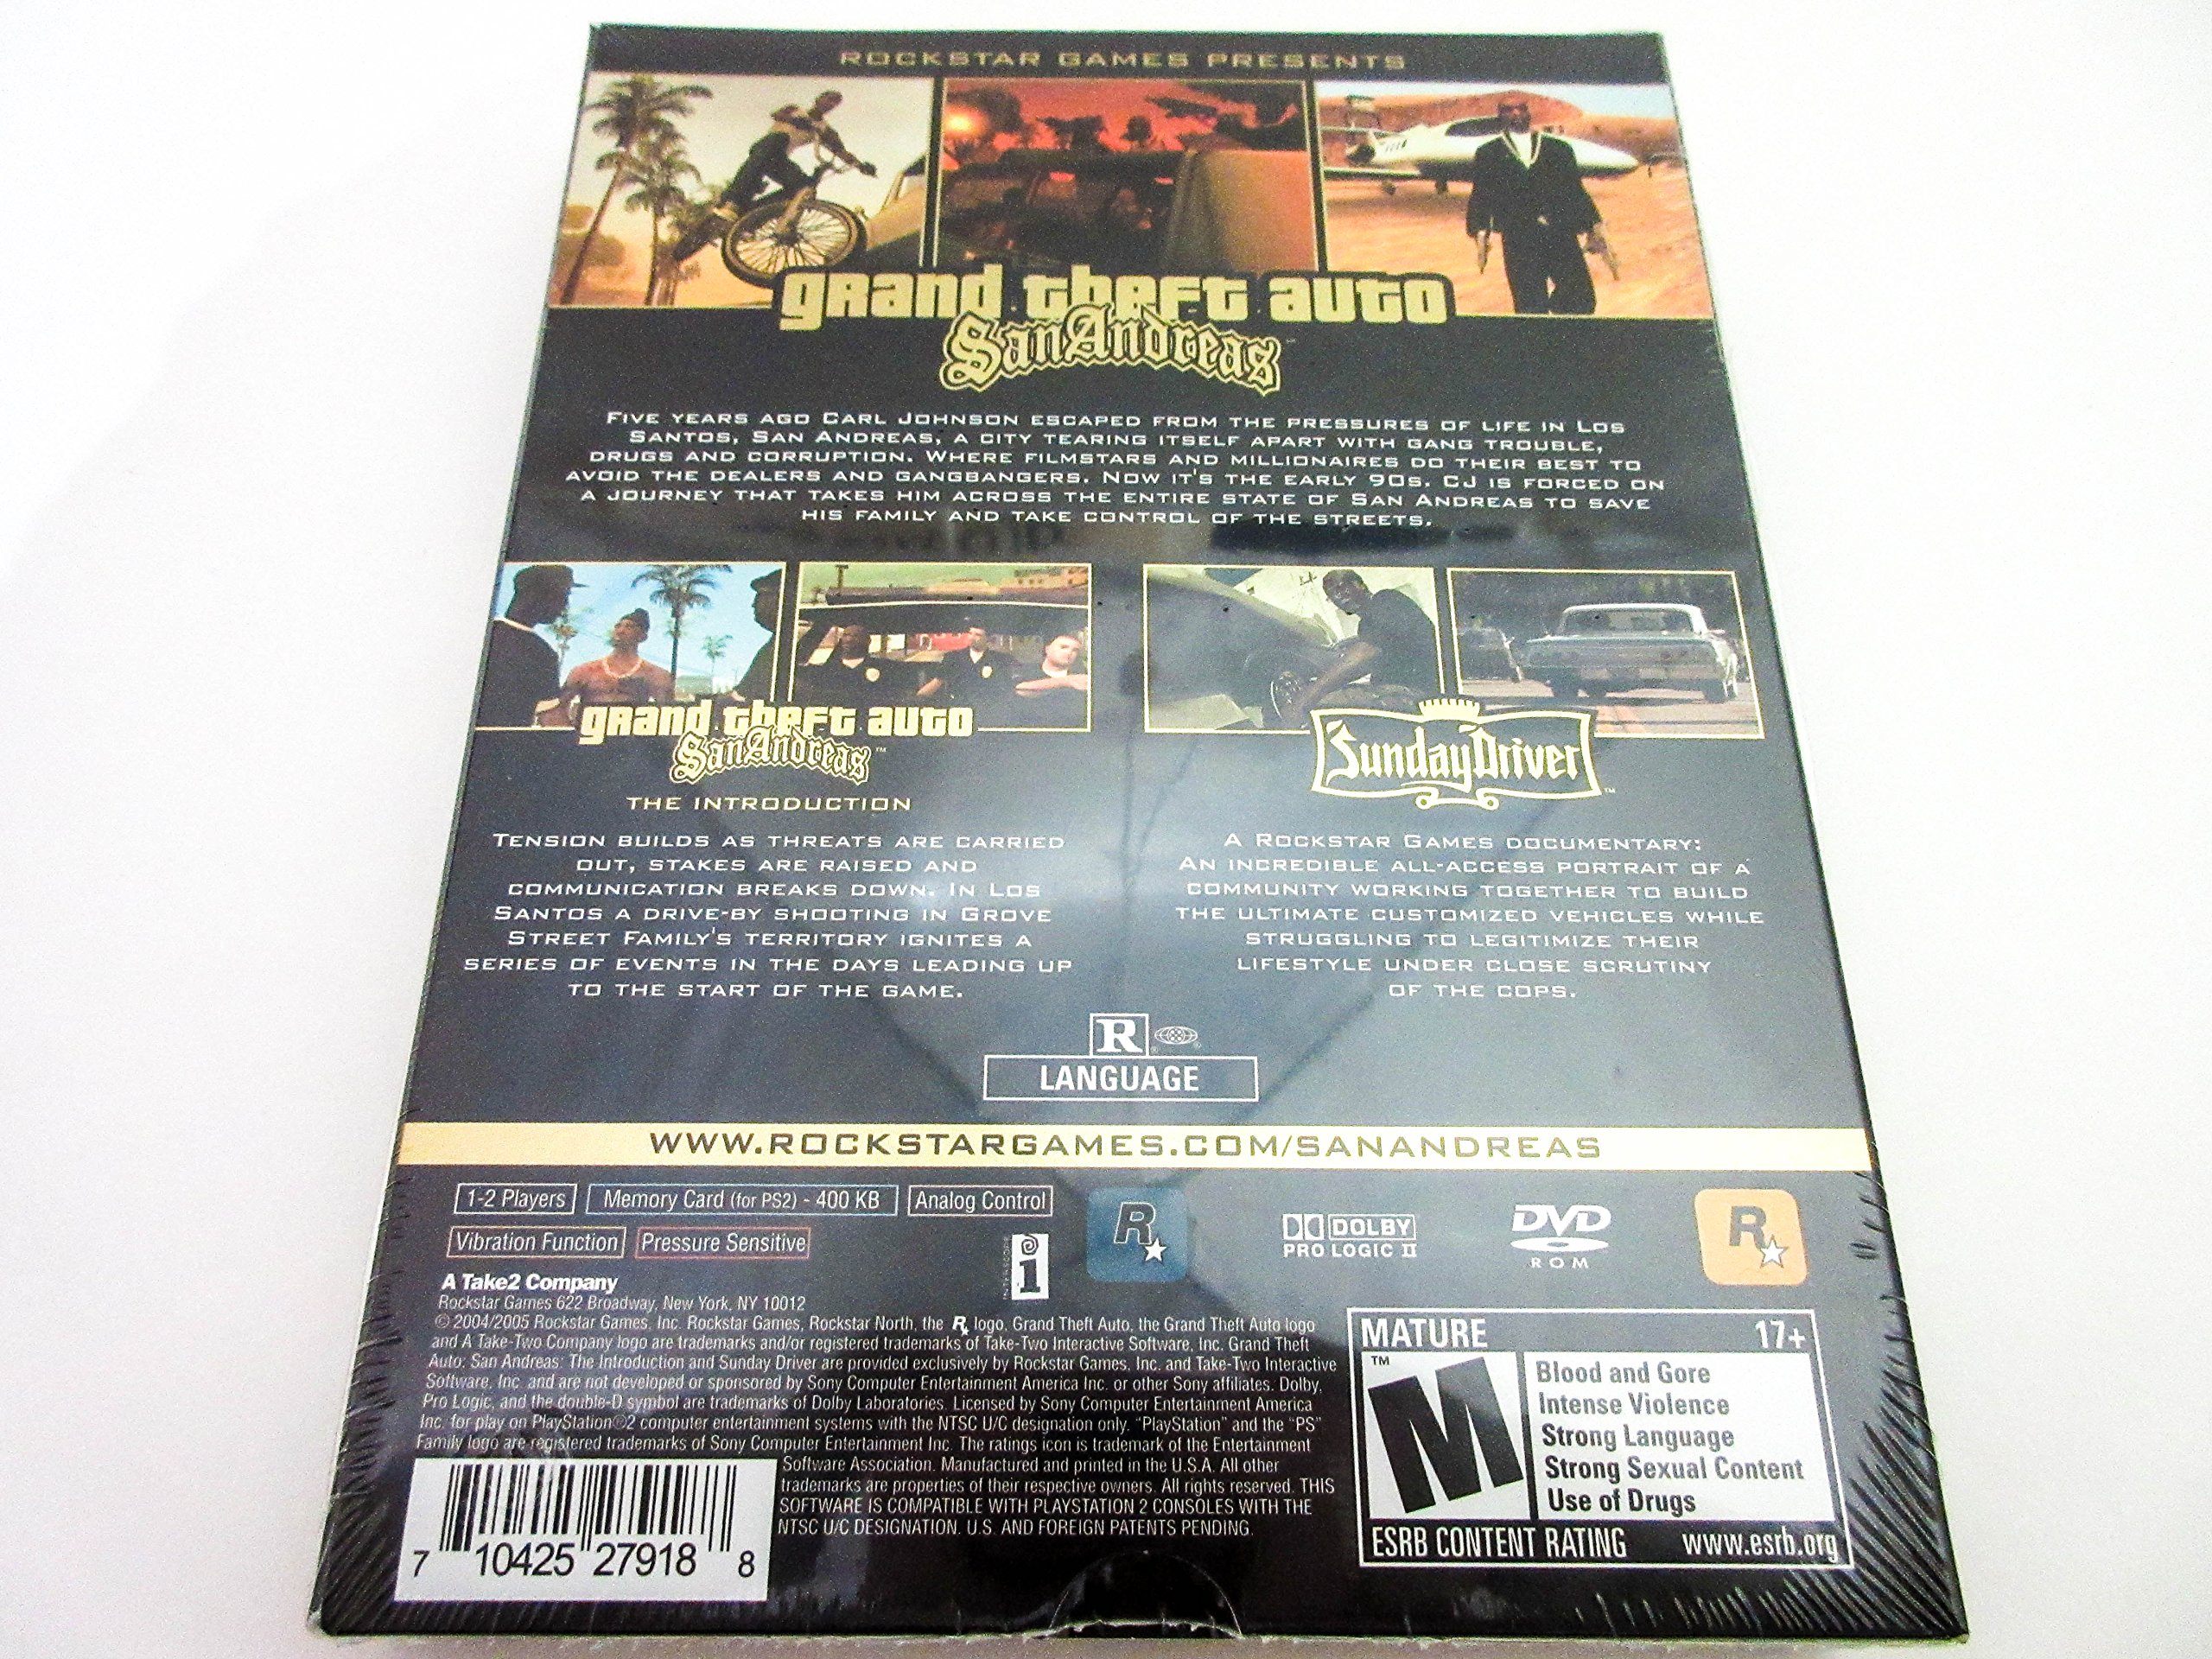 ROCKSTAR GAMES PRESENTS
grand theft auto
San Andreas
FIVE YEARS AGO CARL JOHNSON ESCAPED FROM THE PRESSURES OF LIFE IN LOS
SANTOS, SAN ANDREAS, A CITY TEARING ITSELF APART WITH GANG TROUBLE,
DRUGS AND CORRUPTION. WHERE FILMSTARS AND MILLIONAIRES DO THEIR BEST TO
AVOID THE DEALERS AND GANGBANGERS. NOW IT'S THE EARLY 90S. CJ IS FORCED ON
A JOURNEY THAT TAKES HIM ACROSS THE ENTIRE STATE OF SAN ANDREAS TO SAVE
HIS FAMILY AND TAKE CONTROL OF THE STREETS.
grand theft auto
San Andreas™
THE INTRODUCTION
TENSION BUILDS AS THREATS ARE CARRIED
OUT, STAKES ARE RAISED AND
COMMUNICATION BREAKS DOWN. IN LOS
SANTOS A DRIVE-BY SHOOTING IN GROVE
STREET FAMILY'S TERRITORY IGNITES A
SERIES OF EVENTS IN THE DAYS LEADING UP
TO THE START OF THE GAME.
Sunday Driver™
A ROCKSTAR GAMES DOCUMENTARY:
AN INCREDIBLE ALL-ACCESS PORTRAIT OF A
COMMUNITY WORKING TOGETHER TO BUILD
THE ULTIMATE CUSTOMIZED VEHICLES WHILE
STRUGGLING TO LEGITIMIZE THEIR
LIFESTYLE UNDER CLOSE SCRUTINY
OF THE COPS.
R
LANGUAGE
WWW.ROCKSTARGAMES.COM/SANANDREAS
1-2 Players Memory Card (for PS2) - 400 KB Analog Control
Vibration Function Pressure Sensitive
INTERSCOPE
i
R
DOLBY
PRO LOGIC II
DVD
ROM
R
A Take2 Company
Rockstar Games 622 Broadway, New York, NY 10012
© 2004/2005 Rockstar Games, Inc. Rockstar Games, Rockstar North, the R logo, Grand Theft Auto, the Grand Theft Auto logo
and A Take-Two Company logo are trademarks and/or registered trademarks of Take-Two Interactive Software, Inc. Grand Theft
Auto: San Andreas: The Introduction and Sunday Driver are provided exclusively by Rockstar Games, Inc. and Take-Two Interactive
Software, Inc. and are not developed or sponsored by Sony Computer Entertainment America Inc. or other Sony affiliates. Dolby,
Pro Logic, and the double-D symbol are trademarks of Dolby Laboratories. Licensed by Sony Computer Entertainment America
Inc. for play on PlayStation®2 computer entertainment systems with the NTSC U/C designation only. "PlayStation" and the "PS"
Family logo are registered trademarks of Sony Computer Entertainment Inc. The ratings icon is trademark of the Entertainment
Software Association. Manufactured and printed in the U.S.A. All other
trademarks are properties of their respective owners. All rights reserved. THIS
SOFTWARE IS COMPATIBLE WITH PLAYSTATION 2 CONSOLES WITH THE
NTSC U/C DESIGNATION. U.S. AND FOREIGN PATENTS PENDING.
7 10425 27918 8
MATURE 17+
™
M
Blood and Gore
Intense Violence
Strong Language
Strong Sexual Content
Use of Drugs
ESRB CONTENT RATING www.esrb.org